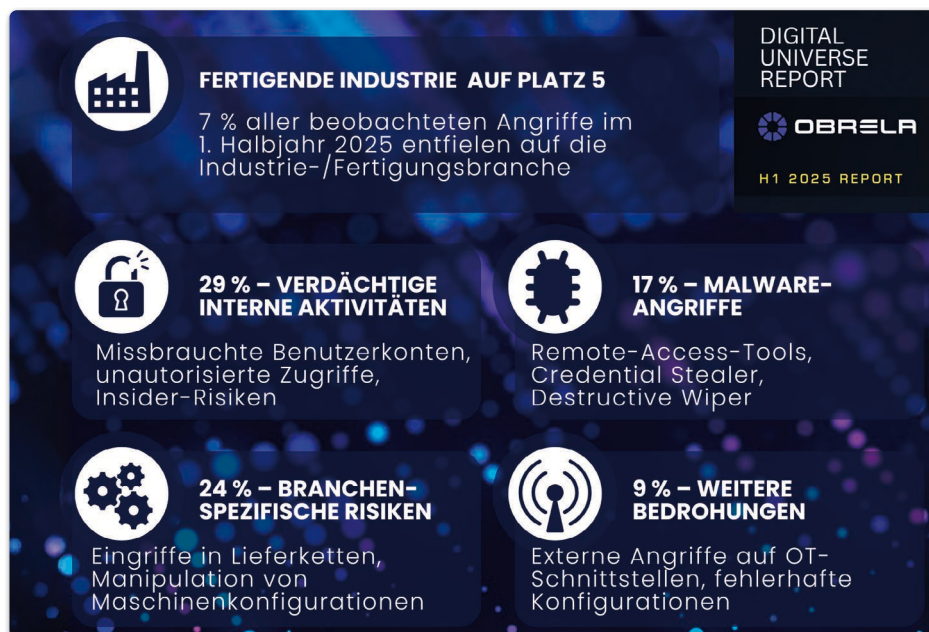 FERTIGENDE INDUSTRIE AUF PLATZ 5
7 % aller beobachteten Angriffe im
1. Halbjahr 2025 entfielen auf die
Industrie-/Fertigungsbranche
DIGITAL
UNIVERSE
REPORT
OBRELA
H1 2025 REPORT
29 % – VERDÄCHTIGE
INTERNE AKTIVITÄTEN
Missbrauchte Benutzerkonten,
unautorisierte Zugriffe,
Insider-Risiken
17 % – MALWARE-
ANGRIFFE
Remote-Access-Tools,
Credential Stealer,
Destructive Wiper
24 % – BRANCHEN-
SPEZIFISCHE RISIKEN
Eingriffe in Lieferketten,
Manipulation von
Maschinenkonfigurationen
9 % – WEITERE
BEDROHUNGEN
Externe Angriffe auf OT-
Schnittstellen, fehlerhafte
Konfigurationen